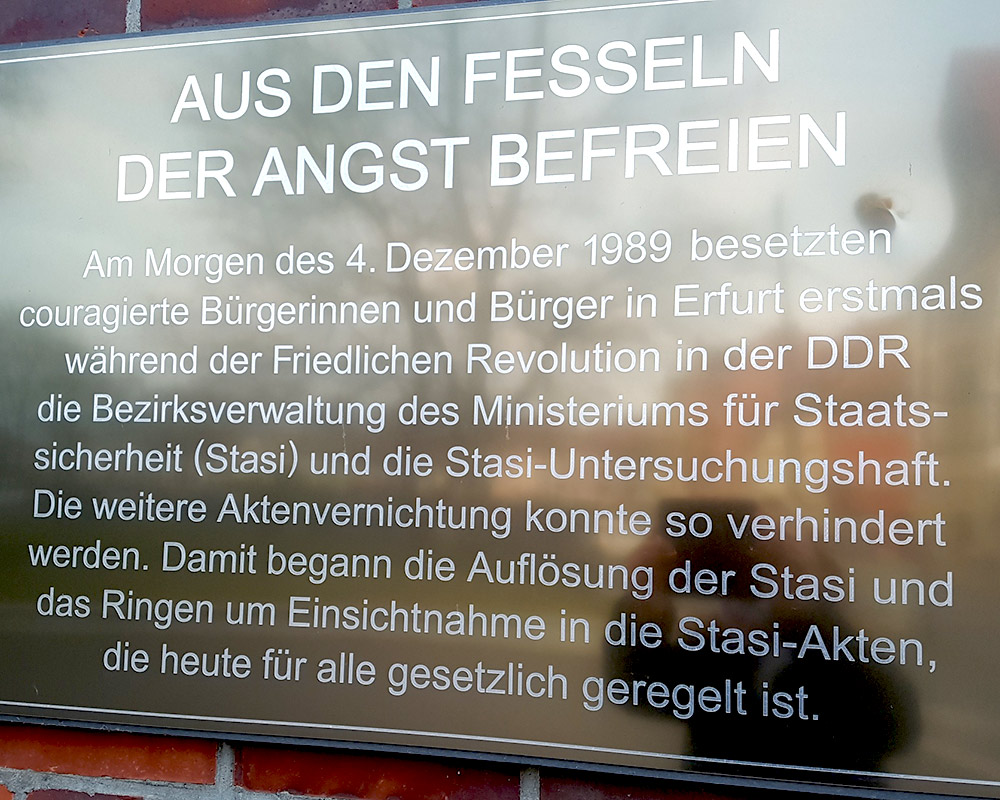 AUS DEN FESSELN
DER ANGST BEFREIEN
Am Morgen des 4. Dezember 1989 besetzten
couragierte Bürgerinnen und Bürger in Erfurt erstmals
während der Friedlichen Revolution in der DDR
die Bezirksverwaltung des Ministeriums für Staats-
sicherheit (Stasi) und die Stasi-Untersuchungshaft.
Die weitere Aktenvernichtung konnte so verhindert
werden. Damit begann die Auflösung der Stasi und
das Ringen um Einsichtnahme in die Stasi-Akten,
die heute für alle gesetzlich geregelt ist.